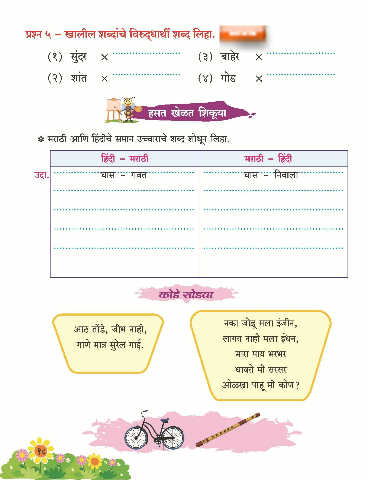 प्रश्न ५ – खालील शब्दांचे विरुद्धार्थी शब्द लिहा.
(१) सुंदर × (३) बाहेर ×
(२) शांत × (४) गोड ×
हसत खेळत शिकूया
मराठी आणि हिंदीचे समान उच्चाराचे शब्द शोधून लिहा.
हिंदी – मराठी मराठी – हिंदी
उदा. घास – गवत घास – निवाला
कोडे सोडवा
आठ तोंडे, जीभ नाही,
गाणे मात्र सुरेल गाई.
नका जोडू मला इंजीन,
लागत नाही मला इंधन,
मारा पाय भरभर
धावते मी सरसर
ओळखा पाहू मी कोण?